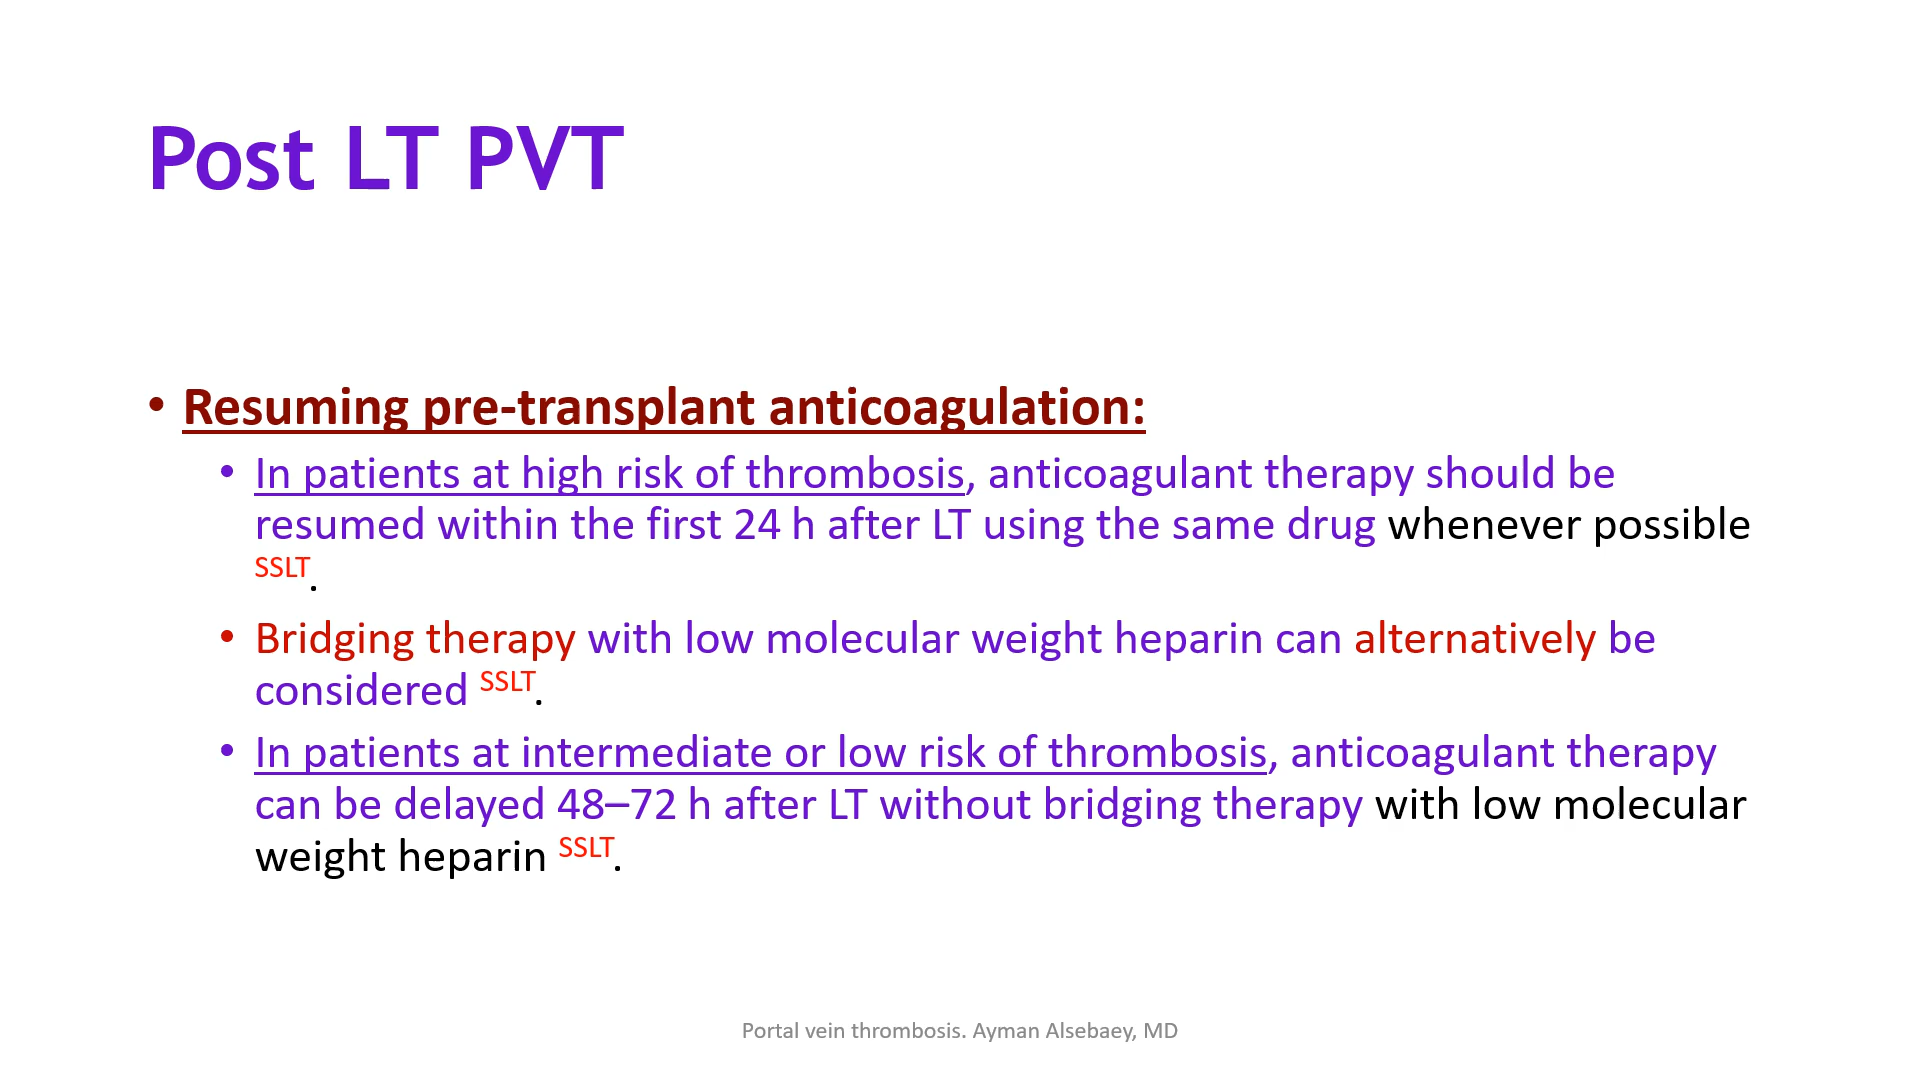 Post LT PVT
• Resuming pre-transplant anticoagulation:
• In patients at high risk of thrombosis, anticoagulant therapy should be
resumed within the first 24 h after LT using the same drug whenever possible
SSLT.
• Bridging therapy with low molecular weight heparin can alternatively be
considered SSLT.
• In patients at intermediate or low risk of thrombosis, anticoagulant therapy
can be delayed 48–72 h after LT without bridging therapy with low molecular
weight heparin SSLT.
Portal vein thrombosis. Ayman Alsebaey, MD